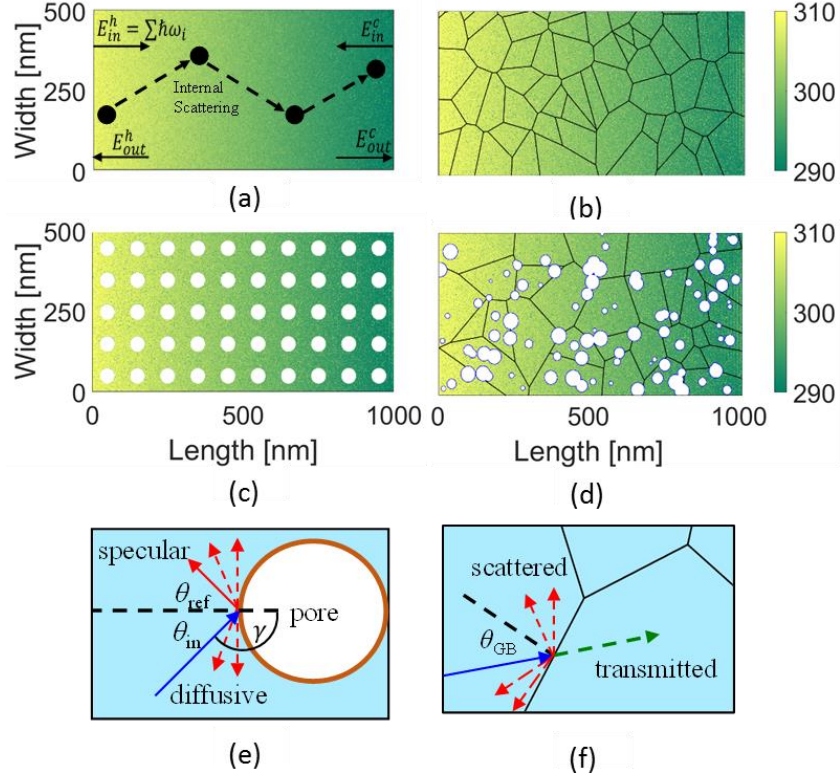 500
250
0
Width [nm]
E_in^h = ∑ℏω_i
E_in^c
Internal
Scattering
E_out^h
E_out^c
310
300
290
(a)
(b)
500
250
0
Width [nm]
0
500
1000
Length [nm]
0
500
1000
Length [nm]
310
300
290
(c)
(d)
specular
θ_ref
θ_in
γ
pore
diffusive
scattered
θ_GB
transmitted
(e)
(f)